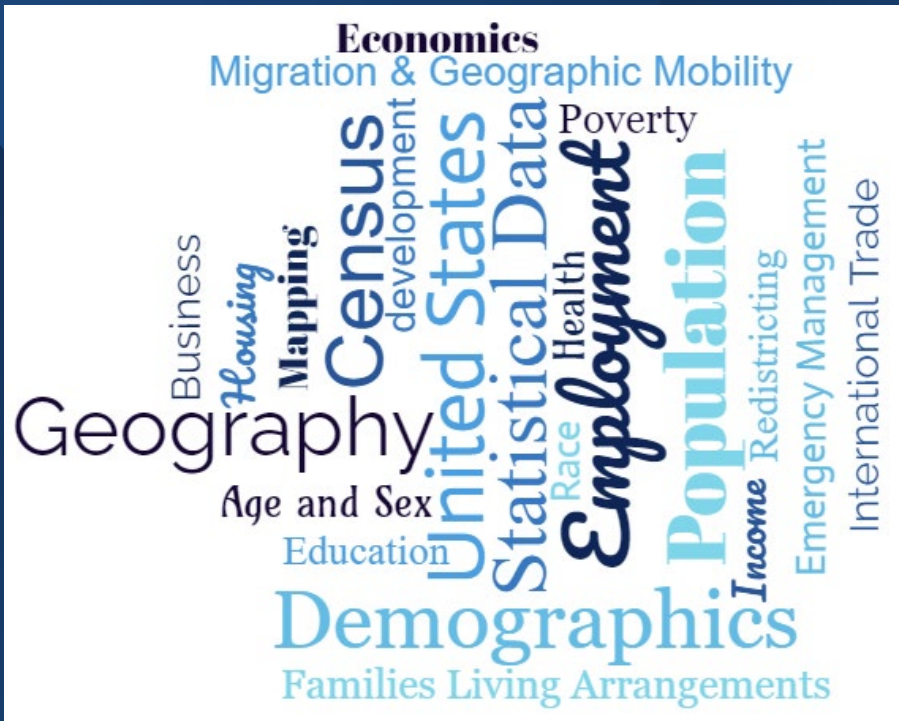 Economics
Migration & Geographic Mobility
Poverty
Business
Housing
Mapping
Census
development
United States
Statistical Data
Health
Race
Employment
Population
Redistricting
Income
Emergency Management
International Trade
Geography
Age and Sex
Education
Demographics
Families Living Arrangements